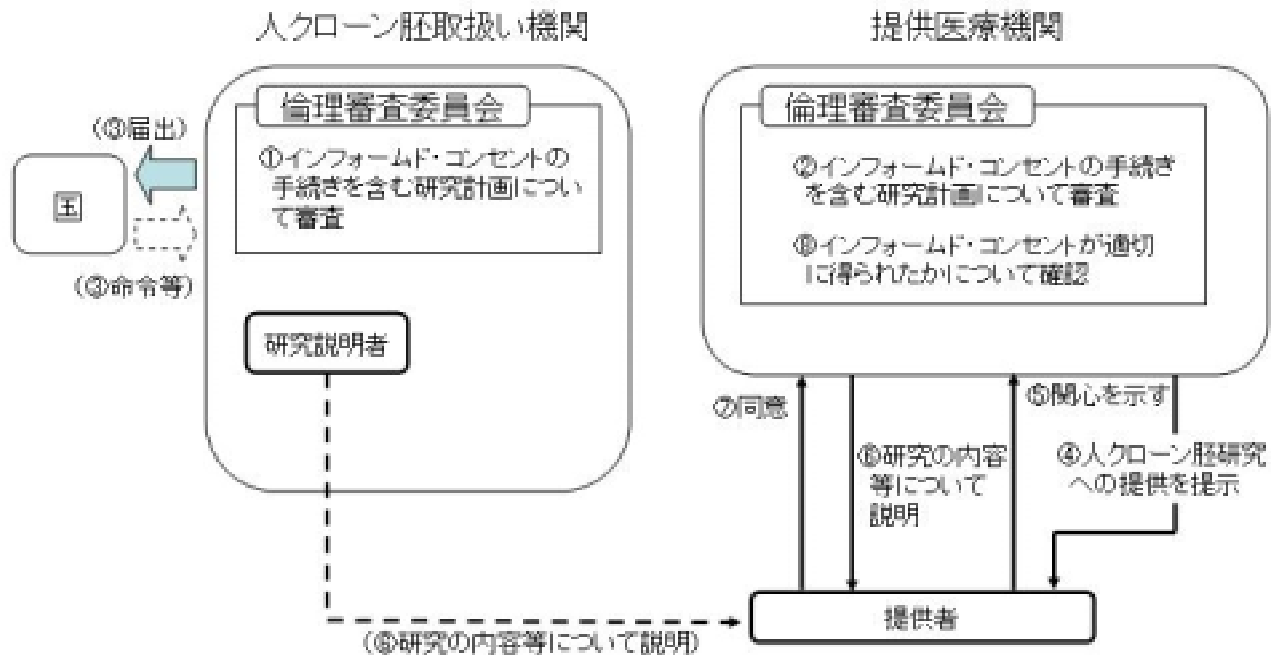 人クローン胚取扱い機関
提供医療機関
倫理審査委員会
①インフォームド・コンセントの
手続きを含む研究計画につい
て審査
(③届出)
国
(③命令等)
研究説明者
倫理審査委員会
②インフォームド・コンセントの手続き
を含む研究計画について審査
⑧インフォームド・コンセントが適切
に得られたかについて確認
⑦同意
⑥研究の内容
等について
説明
⑤関心を示す
④人クローン胚研究
への提供を提示
提供者
(⑥研究の内容等について説明)